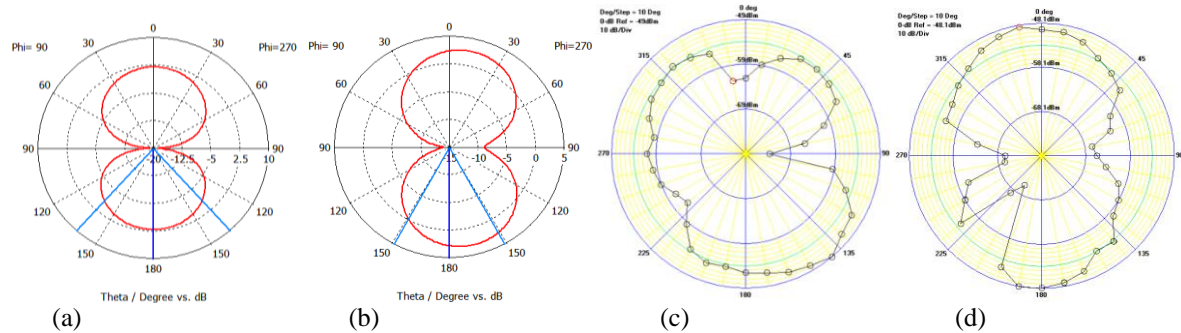 0
30
30
Phi= 90
Phi=270
60
60
90
-20
-12.5
-5
2.5
10
90
120
120
150
150
180
Theta / Degree vs. dB
(a)
0
30
30
Phi= 90
Phi=270
60
60
90
-15
-10
-5
0
5
90
120
120
150
150
180
Theta / Degree vs. dB
(b)
Deg/Step = 10 Deg
0-dB Ref = -49dBm
10 dB/Div
0 deg
-49dBm
315
45
-59dBm
-69dBm
270
90
225
135
180
(c)
Deg/Step = 10 Deg
0-dB Ref = -48.1dBm
10 dB/Div
0 deg
-48.1dBm
315
45
-58.1dBm
-68.1dBm
270
90
225
135
180
(d)